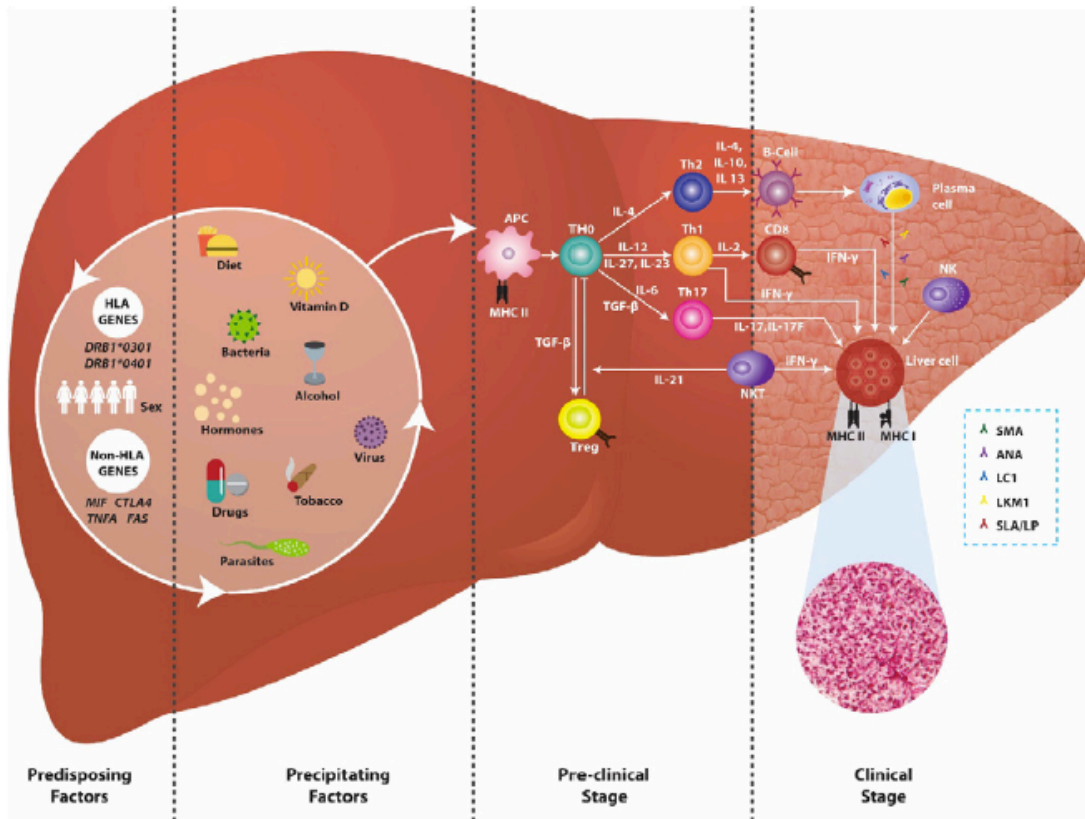 HLA
GENES
DRB1*0301
DRB1*0401
Sex
Non-HLA
GENES
MIF CTLA4
TNFA FAS
Diet
Vitamin D
Bacteria
Alcohol
Hormones
Virus
Drugs
Tobacco
Parasites
APC
MHC II
TH0
IL-4
IL-12
IL-27, IL-23
IL-6
TGF-β
TGF-β
Treg
Th2
Th1
Th17
IL-4,
IL-10,
IL 13
IL-2
IFN-γ
IL-17,IL-17F
IL-21
NKT
IFN-γ
B-Cell
CD8
IFN-γ
Plasma
cell
NK
Liver cell
MHC II
MHC I
SMA
ANA
LC1
LKM1
SLA/LP
Predisposing
Factors
Precipitating
Factors
Pre-clinical
Stage
Clinical
Stage